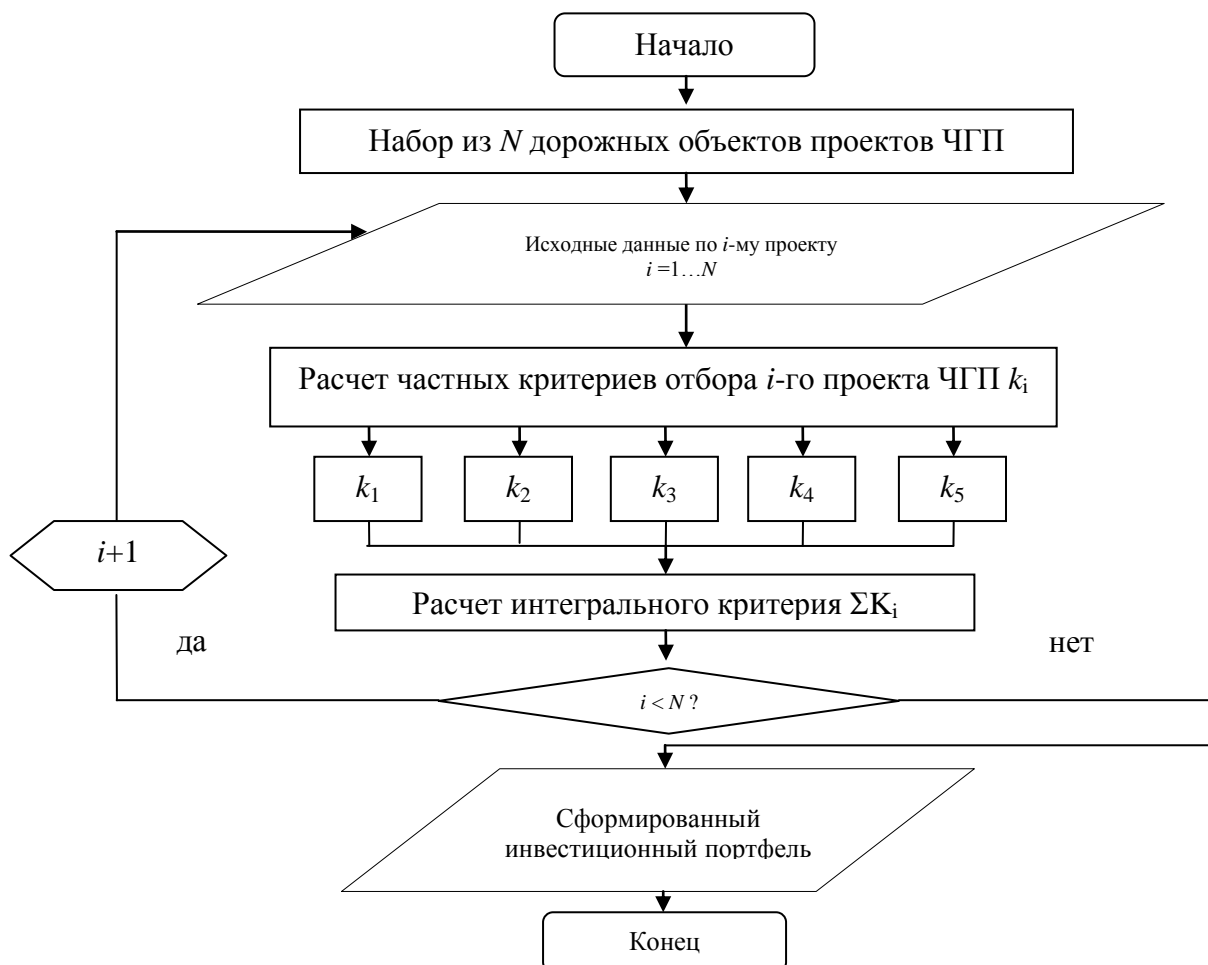 Начало
Набор из N дорожных объектов проектов ЧГП
Исходные данные по i-му проекту
i =1…N
Расчет частных критериев отбора i-го проекта ЧГП ki
k1
k2
k3
k4
k5
i+1
Расчет интегрального критерия ΣKi
да
нет
i < N ?
Сформированный
инвестиционный портфель
Конец